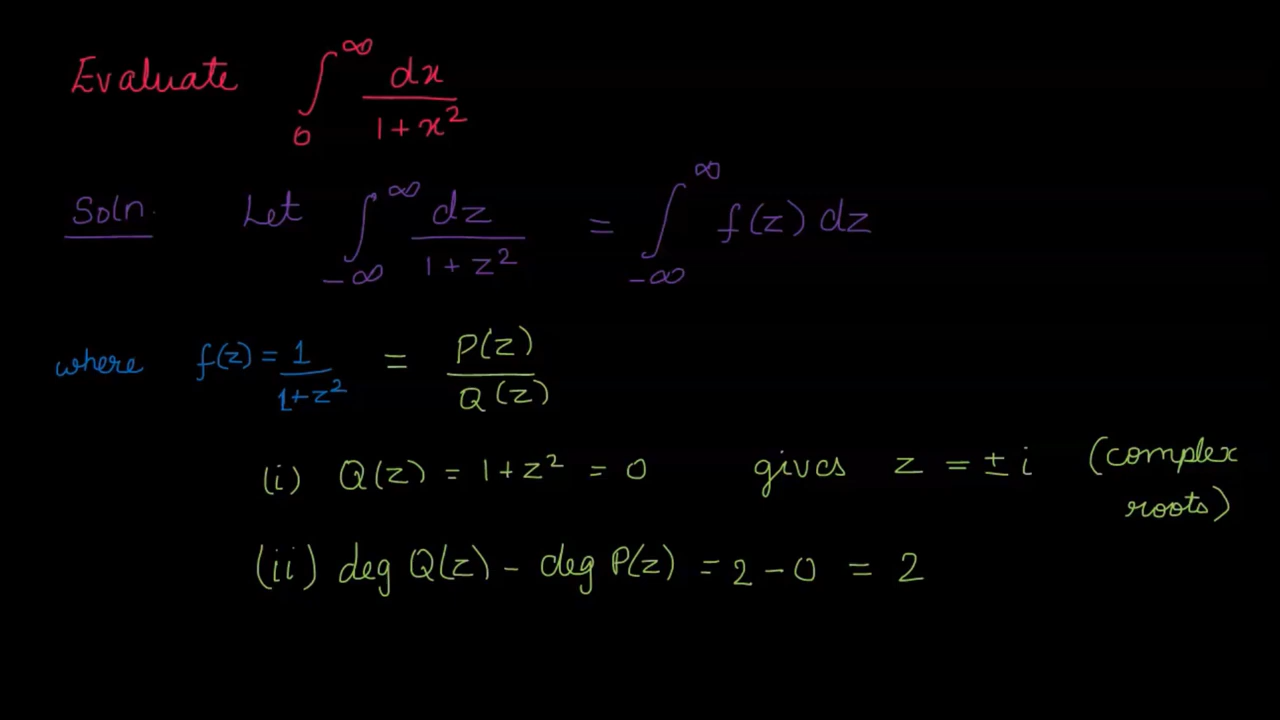 Evaluate ∫₀^∞ dx/(1+x²)
Soln. Let ∫_{-∞}^{∞} dz/(1+z²) = ∫_{-∞}^{∞} f(z) dz
where f(z) = 1/(1+z²) = P(z)/Q(z)
(i) Q(z) = 1+z² = 0 gives z = ± i (complex
roots)
(ii) deg Q(z) - deg P(z) = 2 - 0 = 2